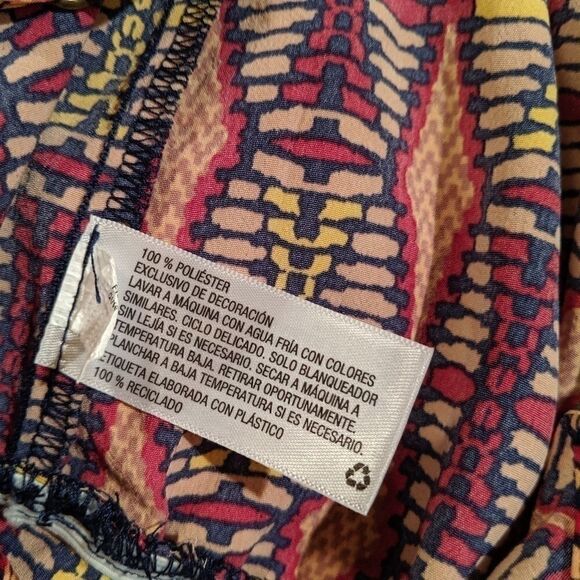 100 % POLIÉSTER
EXCLUSIVO DE DECORACIÓN
LAVAR A MÁQUINA CON AGUA FRÍA CON COLORES
SIMILARES. CICLO DELICADO. SOLO BLANQUEADOR
SIN LEJÍA SI ES NECESARIO. SECAR A MÁQUINA A
TEMPERATURA BAJA. RETIRAR OPORTUNAMENTE.
PLANCHAR A BAJA TEMPERATURA SI ES NECESARIO.
ETIQUETA ELABORADA CON PLÁSTICO
100 % RECICLADO